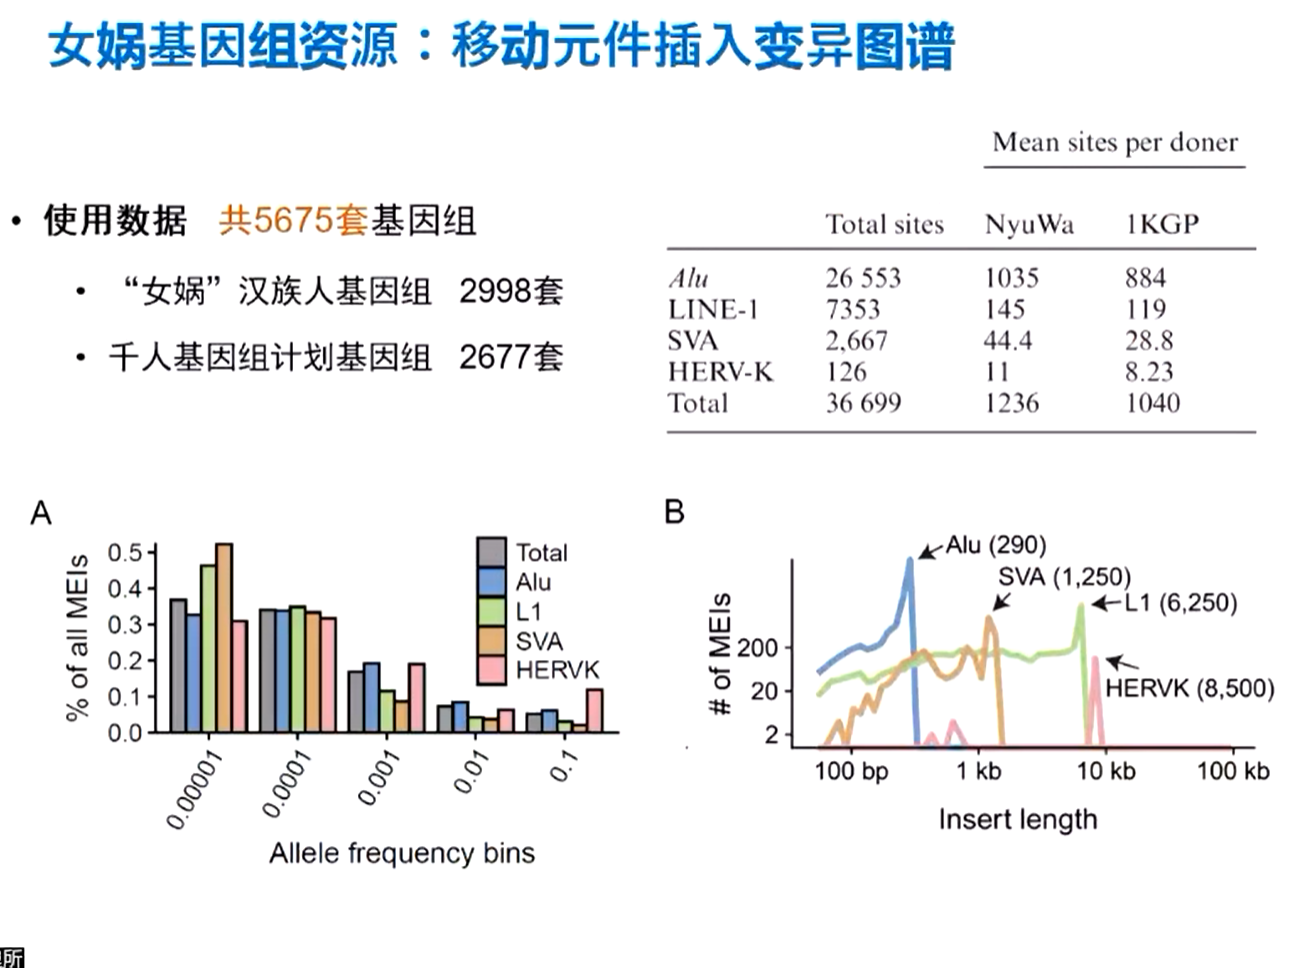 女娲基因组资源：移动元件插入变异图谱
• 使用数据 共5675套基因组
• “女娲”汉族人基因组 2998套
• 千人基因组计划基因组 2677套
Mean sites per doner
Total sites NyuWa 1KGP
Alu 26 553 1035 884
LINE-1 7353 145 119
SVA 2,667 44.4 28.8
HERV-K 126 11 8.23
Total 36 699 1236 1040
A
% of all MEIs
0.5
0.4
0.3
0.2
0.1
0.0
Total
Alu
L1
SVA
HERVK
0.00001
0.0001
0.001
0.01
0.1
Allele frequency bins
B
# of MEIs
200
20
2
Alu (290)
SVA (1,250)
L1 (6,250)
HERVK (8,500)
100 bp
1 kb
10 kb
100 kb
Insert length
所